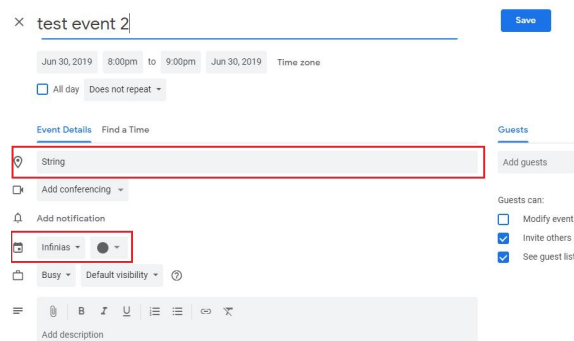 test event 2
Save
Jun 30, 2019 8:00pm to 9:00pm Jun 30, 2019 Time zone
All day Does not repeat
Event Details Find a Time
Guests
String
Add guests
Add conferencing
Guests can:
Add notification
Modify event
Infinias
Invite others
Busy Default visibility
See guest list
B I U
Add description